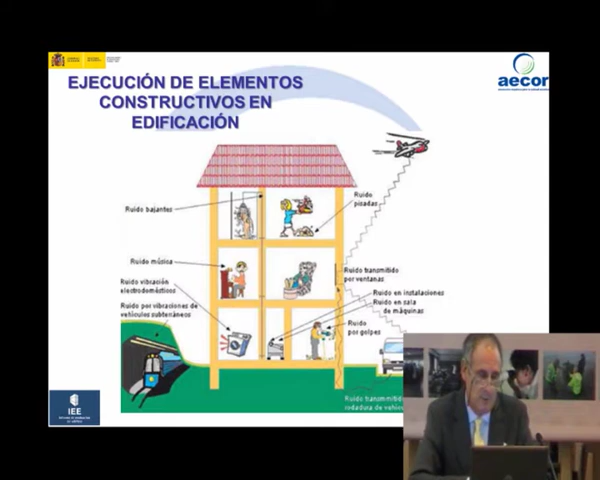 aecor
EJECUCIÓN DE ELEMENTOS
CONSTRUCTIVOS EN
EDIFICACIÓN
Ruido bajantes
Ruido
pisadas
Ruido música
Ruido transmitido
por ventanas
Ruido vibración
electrodomésticos
Ruido en instalaciones
Ruido en sala
de máquinas
Ruido por vibraciones de
vehículos subterráneos
Ruido
por golpes
Ruido transmitido
rodadura de vehíc
IEE